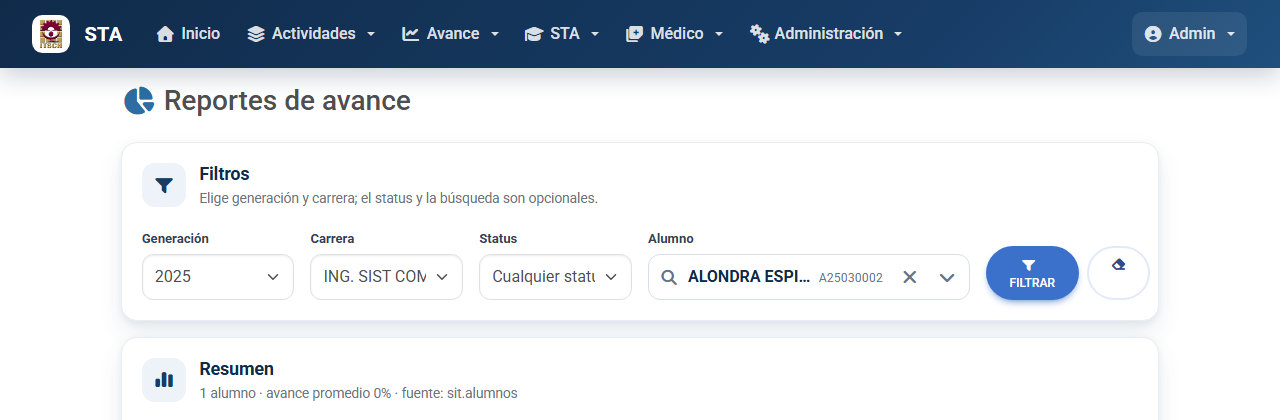 ITSCH STA Inicio Actividades Avance STA Médico Administración Admin
Reportes de avance
Filtros
Elige generación y carrera; el status y la búsqueda son opcionales.
Generación Carrera Status Alumno
2025 ING. SIST COM Cualquier statu ALONDRA ESPI... A25030002 FILTRAR
Resumen
1 alumno · avance promedio 0% · fuente: sit.alumnos